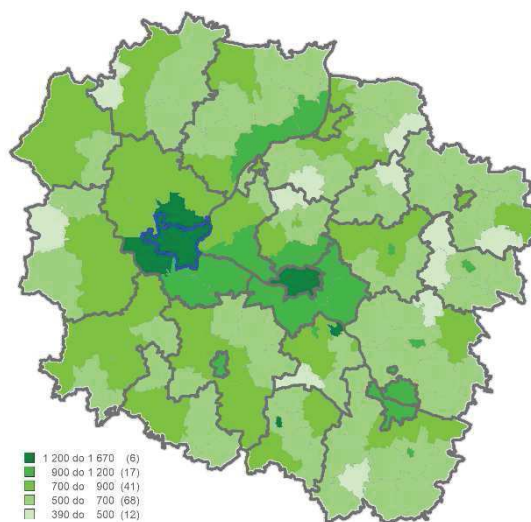 1 200 do 1 670 (6)
900 do 1 200 (17)
700 do 900 (41)
500 do 700 (68)
390 do 500 (12)